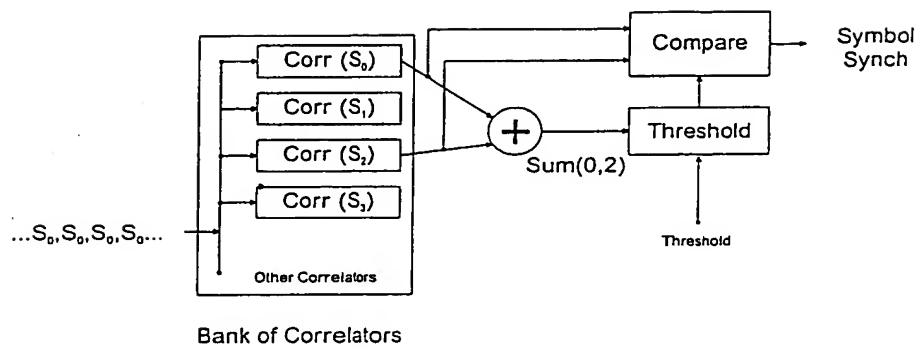 Corr (S₀)
Corr (S₁)
Corr (S₂)
Corr (S₃)
...S₀,S₀,S₀,S₀...
Other Correlators
Bank of Correlators
+
Sum(0,2)
Compare
Threshold
Threshold
Symbol
Synch